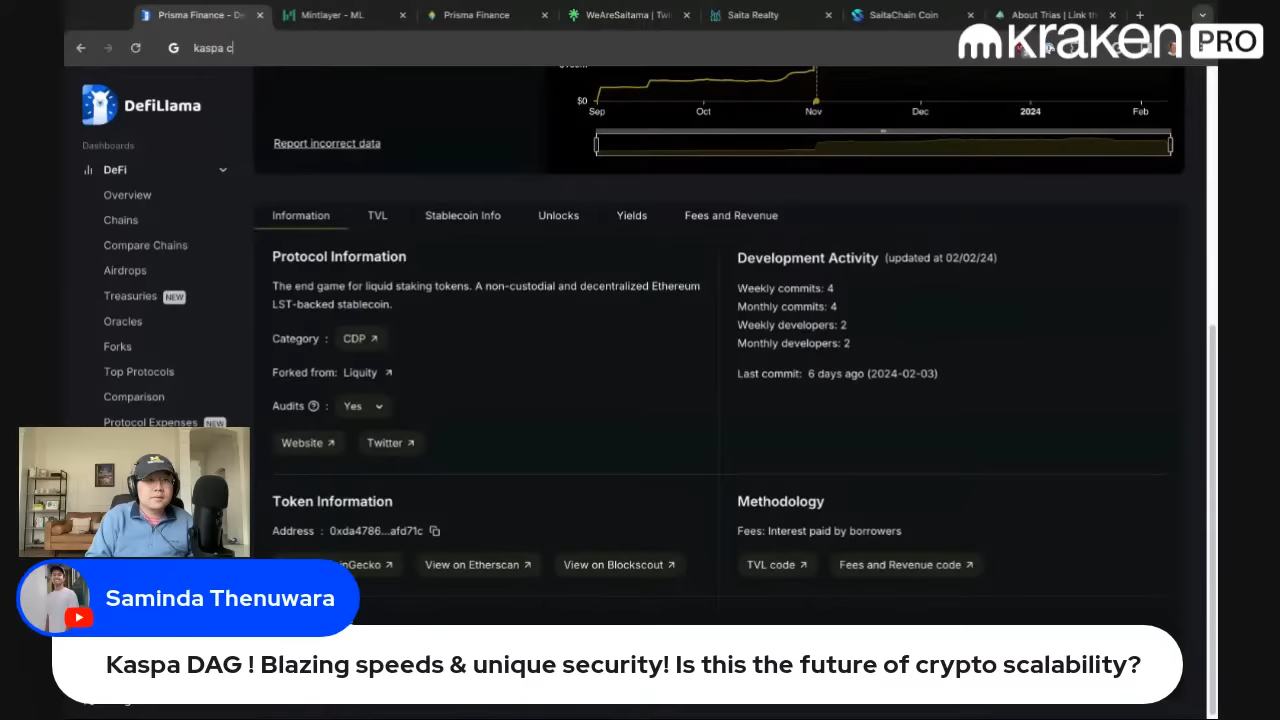 Prisma Finance - De
Mintlayer - ML
Prisma Finance
WeAreSaitama | Twi
Saita Realty
SaitaChain Coin
About Trias | Link th
kaspa c
kraken PRO
DefiLlama
Dashboards
DeFi
Overview
Chains
Compare Chains
Airdrops
Treasuries NEW
Oracles
Forks
Top Protocols
Comparison
Protocol Expenses NEW
$0
Sep Oct Nov Dec 2024 Feb
Report incorrect data
Information TVL Stablecoin Info Unlocks Yields Fees and Revenue
Protocol Information
The end game for liquid staking tokens. A non-custodial and decentralized Ethereum
LST-backed stablecoin.
Category : CDP
Forked from: Liquity
Audits : Yes
Website Twitter
Development Activity (updated at 02/02/24)
Weekly commits: 4
Monthly commits: 4
Weekly developers: 2
Monthly developers: 2
Last commit: 6 days ago (2024-02-03)
Token Information
Address : 0xda4786...afd71c
inGecko View on Etherscan View on Blockscout
Methodology
Fees: Interest paid by borrowers
TVL code Fees and Revenue code
Saminda Thenuwara
Kaspa DAG ! Blazing speeds & unique security! Is this the future of crypto scalability?